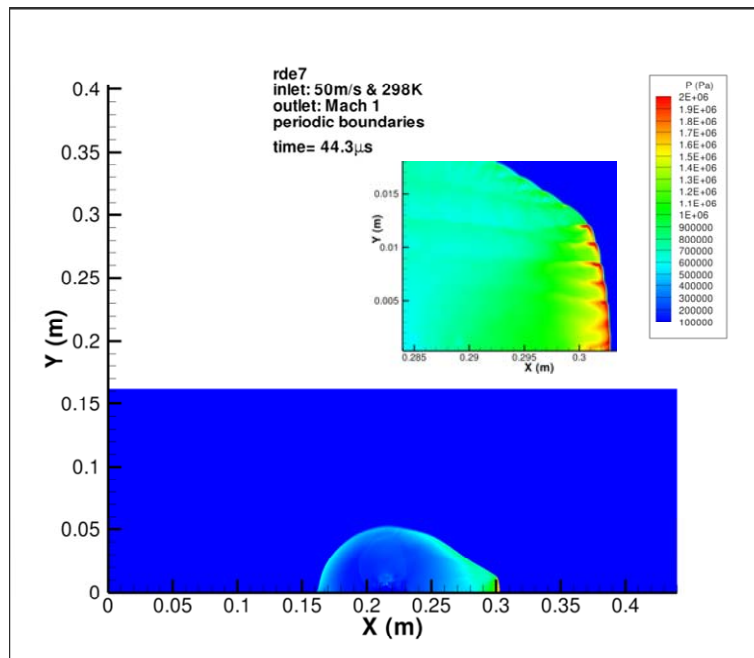 rde7
inlet: 50m/s & 298K
outlet: Mach 1
periodic boundaries
time= 44.3μs
P (Pa)
2E+06
1.9E+06
1.8E+06
1.7E+06
1.6E+06
1.5E+06
1.4E+06
1.3E+06
1.2E+06
1.1E+06
1E+06
900000
800000
700000
600000
500000
400000
300000
200000
100000
0.015
0.01
0.005
Y (m)
0.285
0.29
0.295
0.3
X (m)
0.4
0.35
0.3
0.25
0.2
0.15
0.1
0.05
0
Y (m)
0
0.05
0.1
0.15
0.2
0.25
0.3
0.35
0.4
X (m)